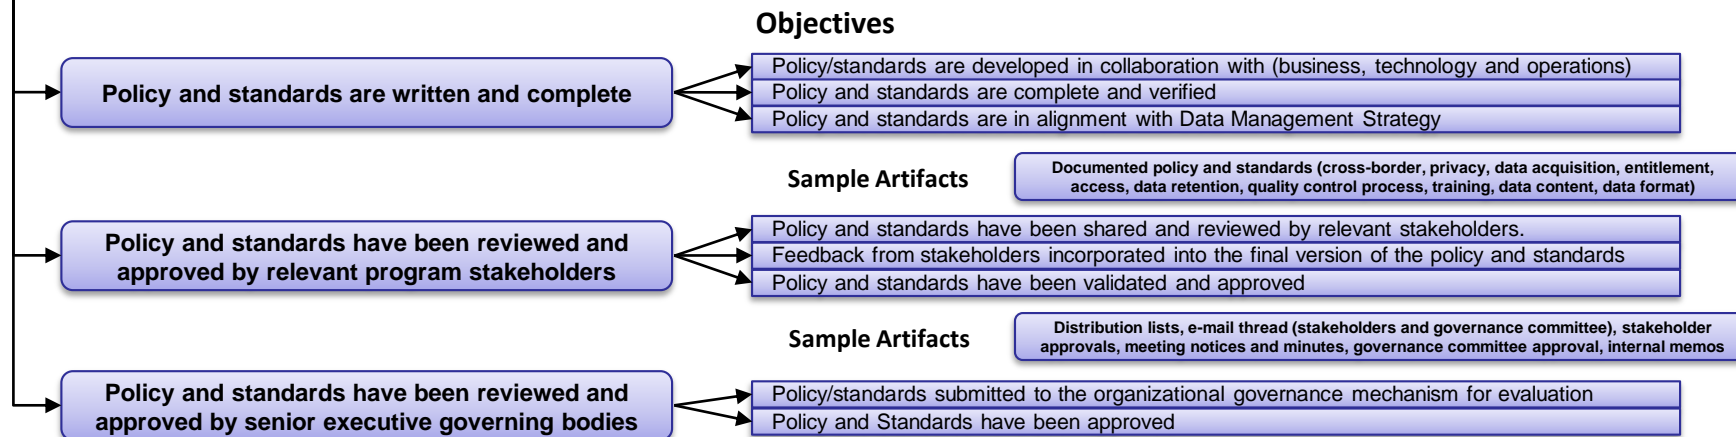 Objectives
Policy and standards are written and complete
Policy/standards are developed in collaboration with (business, technology and operations)
Policy and standards are complete and verified
Policy and standards are in alignment with Data Management Strategy
Sample Artifacts
Documented policy and standards (cross-border, privacy, data acquisition, entitlement,
access, data retention, quality control process, training, data content, data format)
Policy and standards have been reviewed and
approved by relevant program stakeholders
Policy and standards have been shared and reviewed by relevant stakeholders.
Feedback from stakeholders incorporated into the final version of the policy and standards
Policy and standards have been validated and approved
Sample Artifacts
Distribution lists, e-mail thread (stakeholders and governance committee), stakeholder
approvals, meeting notices and minutes, governance committee approval, internal memos
Policy and standards have been reviewed and
approved by senior executive governing bodies
Policy/standards submitted to the organizational governance mechanism for evaluation
Policy and Standards have been approved